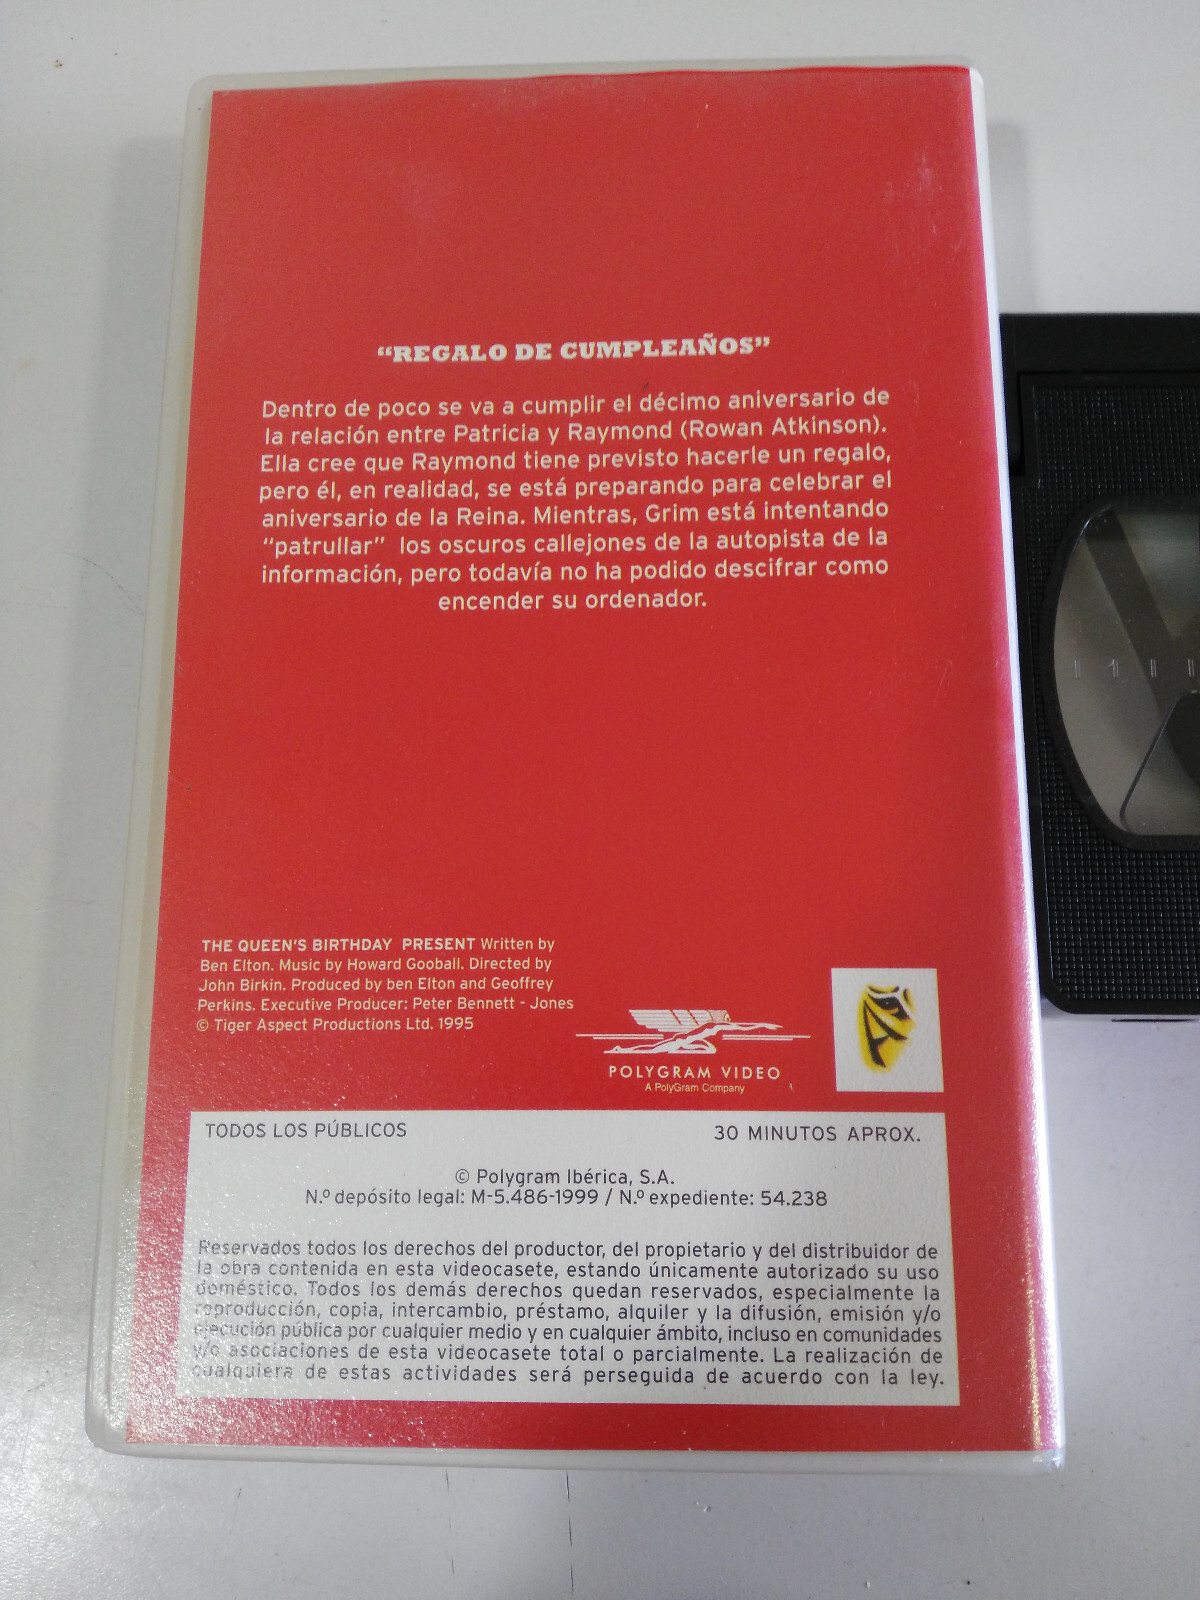 “REGALO DE CUMPLEAÑOS”
Dentro de poco se va a cumplir el décimo aniversario de
la relación entre Patricia y Raymond (Rowan Atkinson).
Ella cree que Raymond tiene previsto hacerle un regalo,
pero él, en realidad, se está preparando para celebrar el
aniversario de la Reina. Mientras, Grim está intentando
“patrullar” los oscuros callejones de la autopista de la
información, pero todavía no ha podido descifrar como
encender su ordenador.
THE QUEEN'S BIRTHDAY PRESENT Written by
Ben Elton. Music by Howard Gooball. Directed by
John Birkin. Produced by ben Elton and Geoffrey
Perkins. Executive Producer: Peter Bennett - Jones
© Tiger Aspect Productions Ltd. 1995
POLYGRAM VIDEO
A PolyGram Company
TODOS LOS PÚBLICOS
30 MINUTOS APROX.
© Polygram Ibérica, S.A.
N.º depósito legal: M-5.486-1999 / N.º expediente: 54.238
Reservados todos los derechos del productor, del propietario y del distribuidor de
la obra contenida en esta videocasete, estando únicamente autorizado su uso
doméstico. Todos los demás derechos quedan reservados, especialmente la
reproducción, copia, intercambio, préstamo, alquiler y la difusión, emisión y/o
ejecución pública por cualquier medio y en cualquier ámbito, incluso en comunidades
y/o asociaciones de esta videocasete total o parcialmente. La realización de
cualquiera de estas actividades será perseguida de acuerdo con la ley.